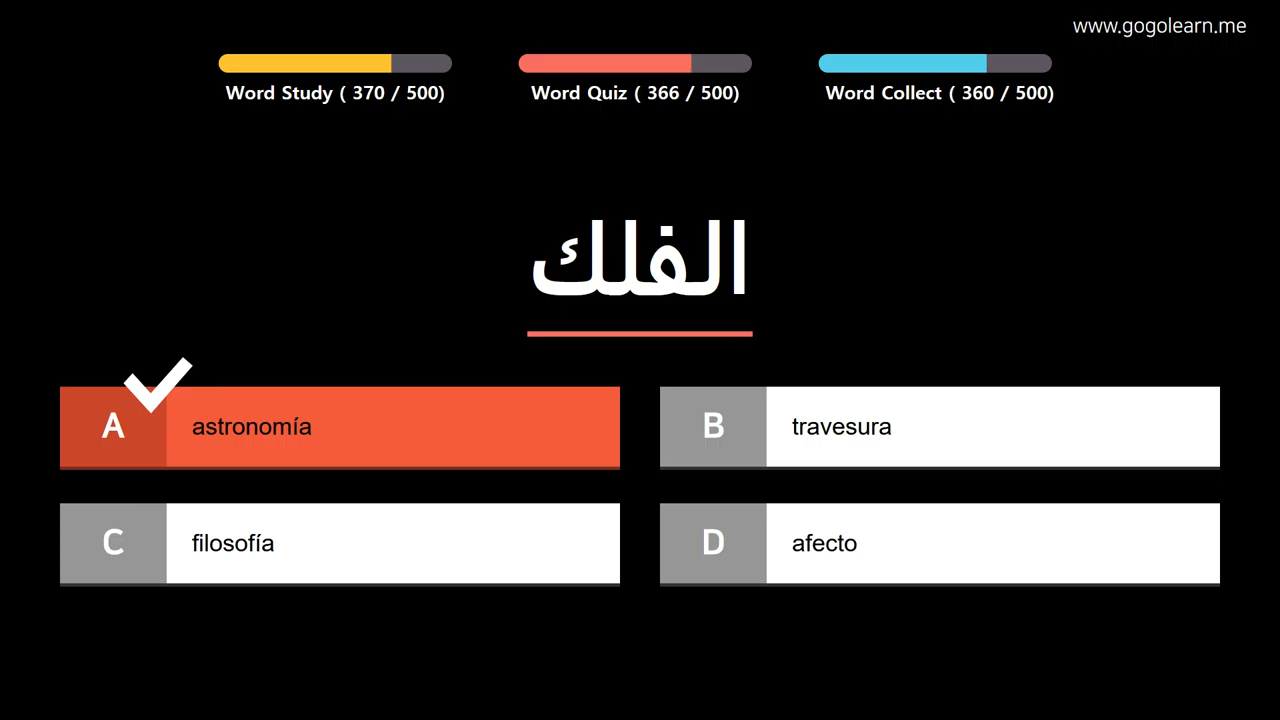 www.gogolearn.me
Word Study ( 370 / 500)
Word Quiz ( 366 / 500)
Word Collect ( 360 / 500)
الفلك
A
astronomía
B
travesura
C
filosofía
D
afecto